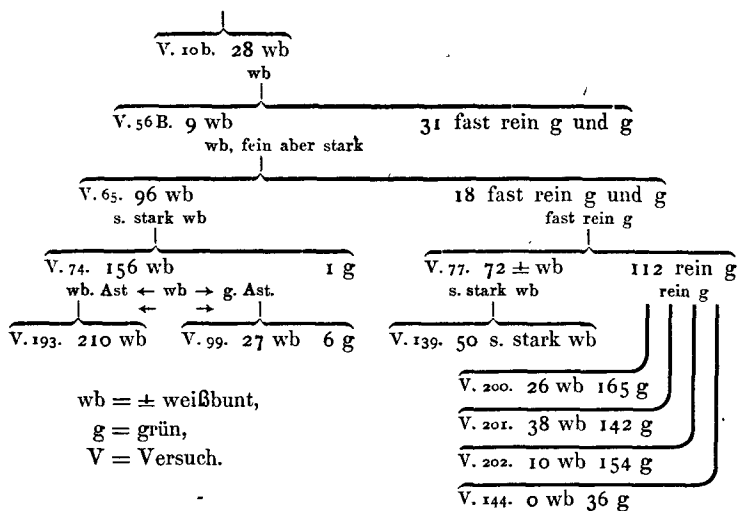 V. 10b. 28 wb
wb
V. 56 B. 9 wb 31 fast rein g und g
wb, fein aber stark
V. 65. 96 wb 18 fast rein g und g
s. stark wb fast rein g
V. 74. 156 wb 1 g V. 77. 72 ± wb 112 rein g
wb. Ast ← wb → g. Ast. s. stark wb rein g
← →
V. 193. 210 wb V. 99. 27 wb 6 g V. 139. 50 s. stark wb
V. 200. 26 wb 165 g
wb = ± weißbunt,
V. 201. 38 wb 142 g
g = grün,
V. 202. 10 wb 154 g
V = Versuch.
V. 144. 0 wb 36 g